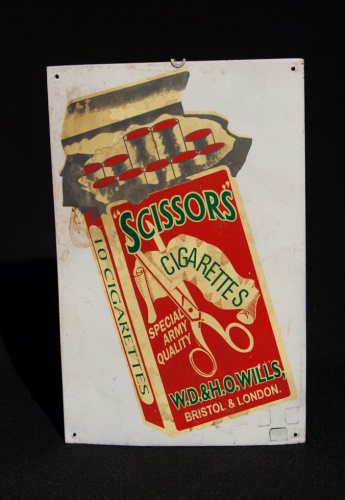 "SCISSORS"
CIGARETTES
SPECIAL
ARMY
QUALITY
W.D.&H.O.WILLS,
BRISTOL & LONDON.
10 CIGARETTES